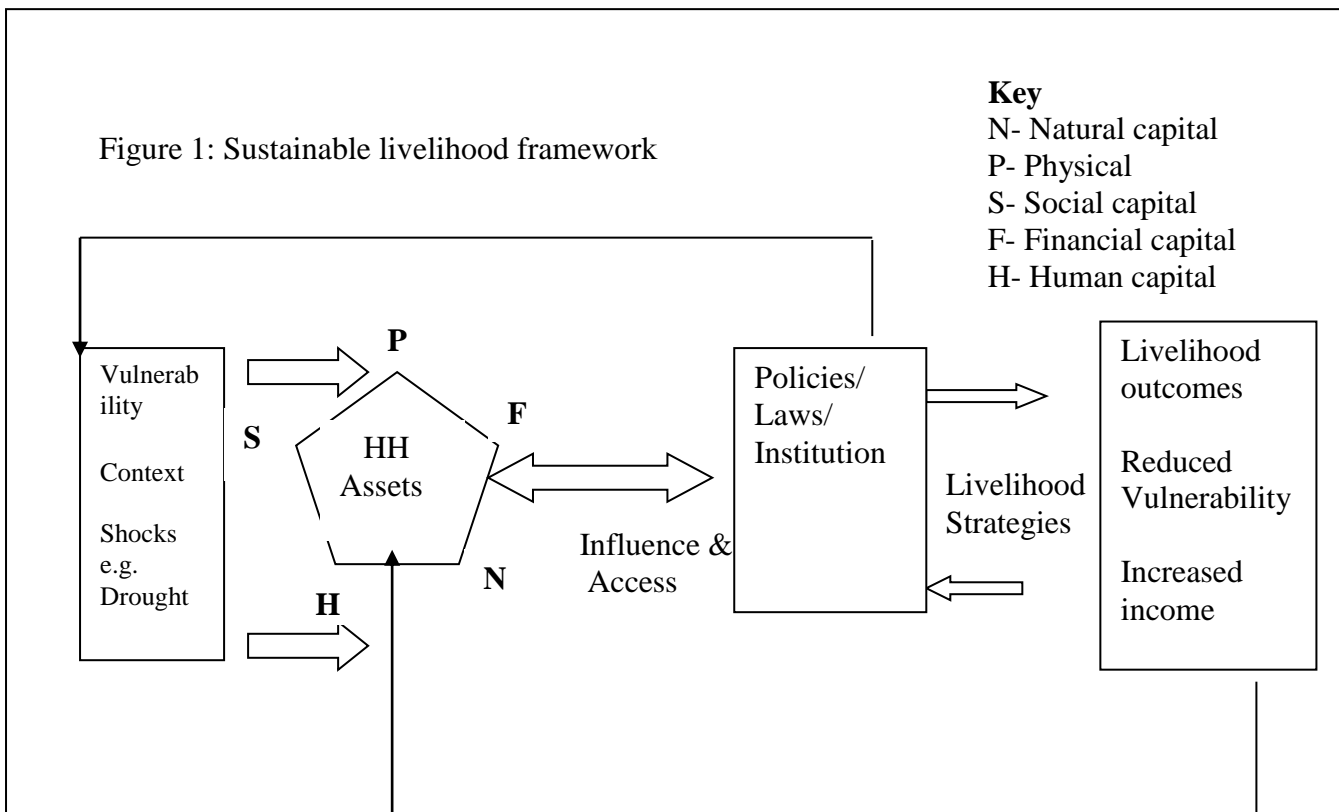 Key
N- Natural capital
P- Physical
S- Social capital
F- Financial capital
H- Human capital
Figure 1: Sustainable livelihood framework
Vulnerab
ility
Context
Shocks
e.g.
Drought
P
S
F
HH
Assets
H
N
Influence &
Access
Policies/
Laws/
Institution
Livelihood
Strategies
Livelihood
outcomes
Reduced
Vulnerability
Increased
income